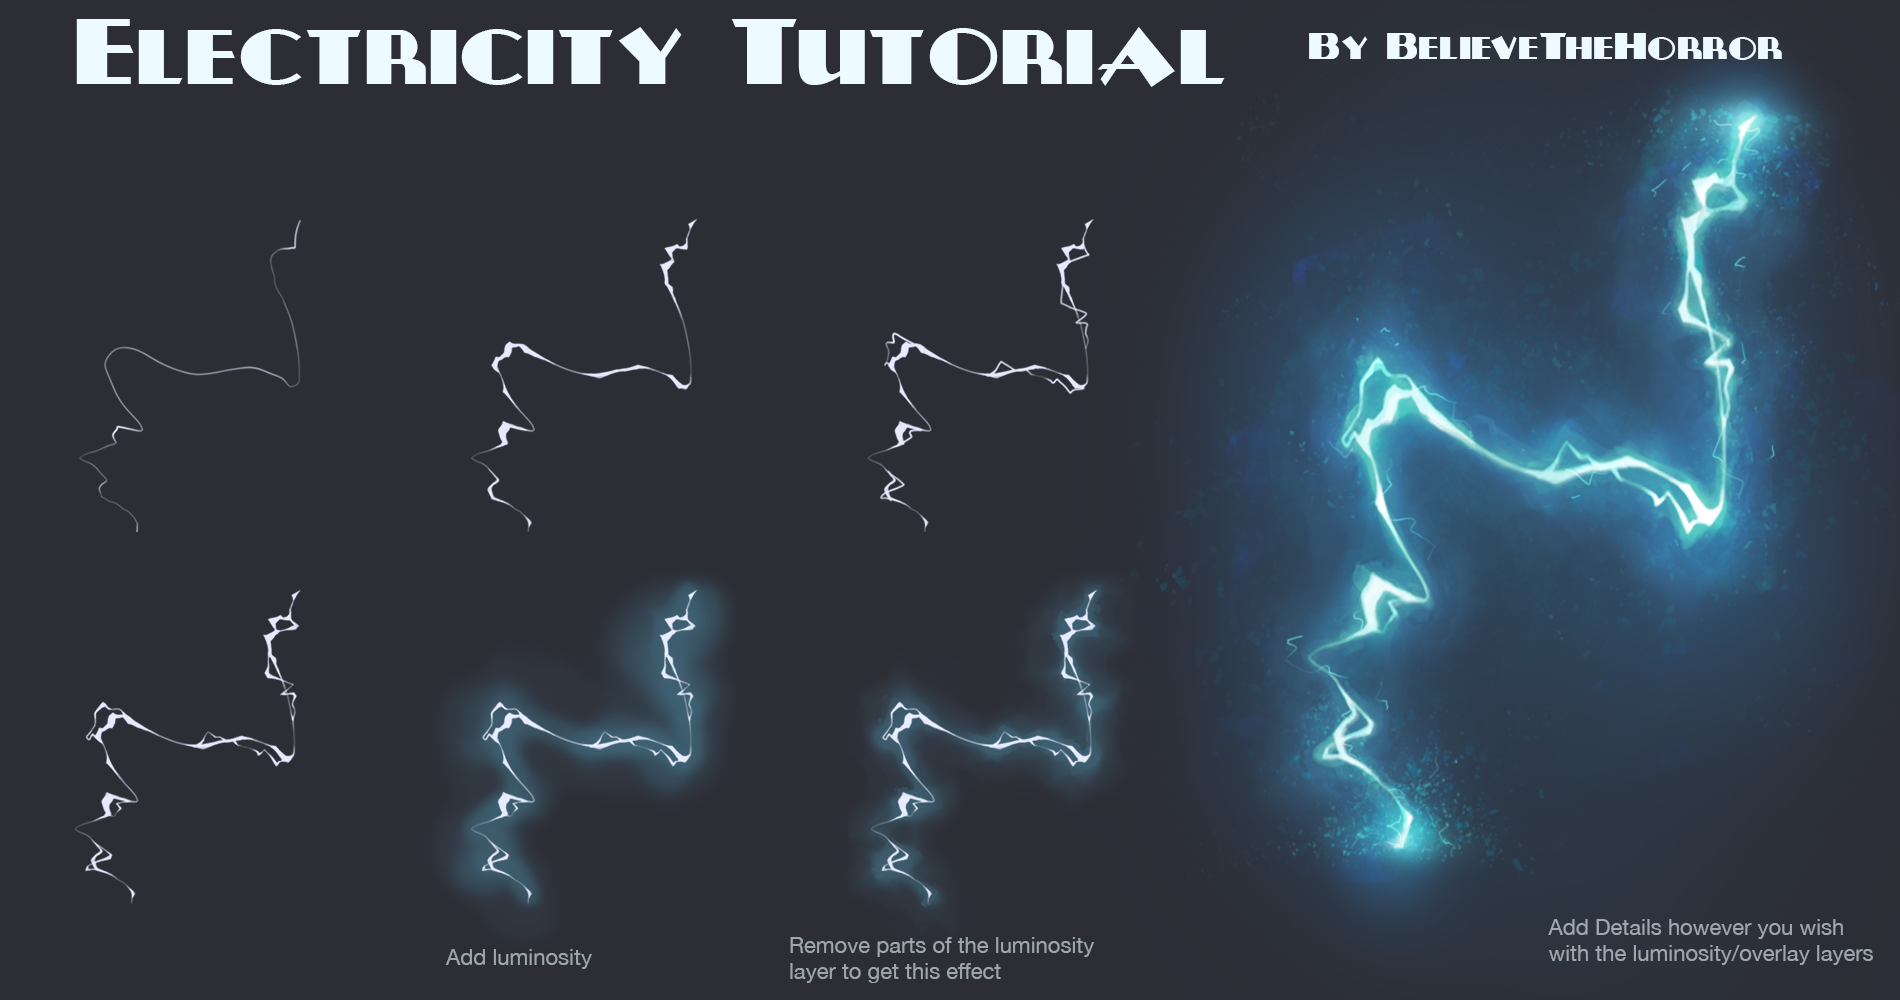 Electricity Tutorial
By BelieveTheHorror
Add luminosity
Remove parts of the luminosity
layer to get this effect
Add Details however you wish
with the luminosity/overlay layers